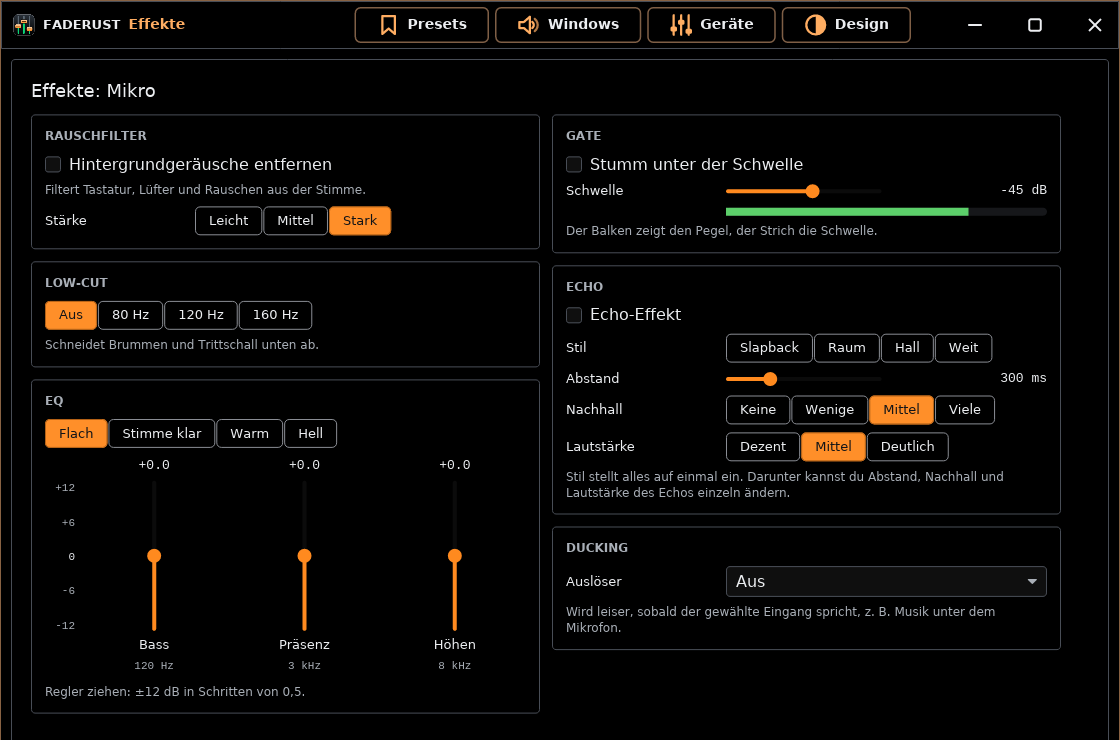 FADERUST Effekte
Presets
Windows
Geräte
Design
Effekte: Mikro
RAUSCHFILTER
Hintergrundgeräusche entfernen
Filtert Tastatur, Lüfter und Rauschen aus der Stimme.
Stärke Leicht Mittel Stark
LOW-CUT
Aus 80 Hz 120 Hz 160 Hz
Schneidet Brummen und Trittschall unten ab.
EQ
Flach Stimme klar Warm Hell
+0.0 +0.0 +0.0
+12
+6
0
-6
-12
Bass Präsenz Höhen
120 Hz 3 kHz 8 kHz
Regler ziehen: ±12 dB in Schritten von 0,5.
GATE
Stumm unter der Schwelle
Schwelle -45 dB
Der Balken zeigt den Pegel, der Strich die Schwelle.
ECHO
Echo-Effekt
Stil Slapback Raum Hall Weit
Abstand 300 ms
Nachhall Keine Wenige Mittel Viele
Lautstärke Dezent Mittel Deutlich
Stil stellt alles auf einmal ein. Darunter kannst du Abstand, Nachhall und
Lautstärke des Echos einzeln ändern.
DUCKING
Auslöser Aus
Wird leiser, sobald der gewählte Eingang spricht, z. B. Musik unter dem
Mikrofon.